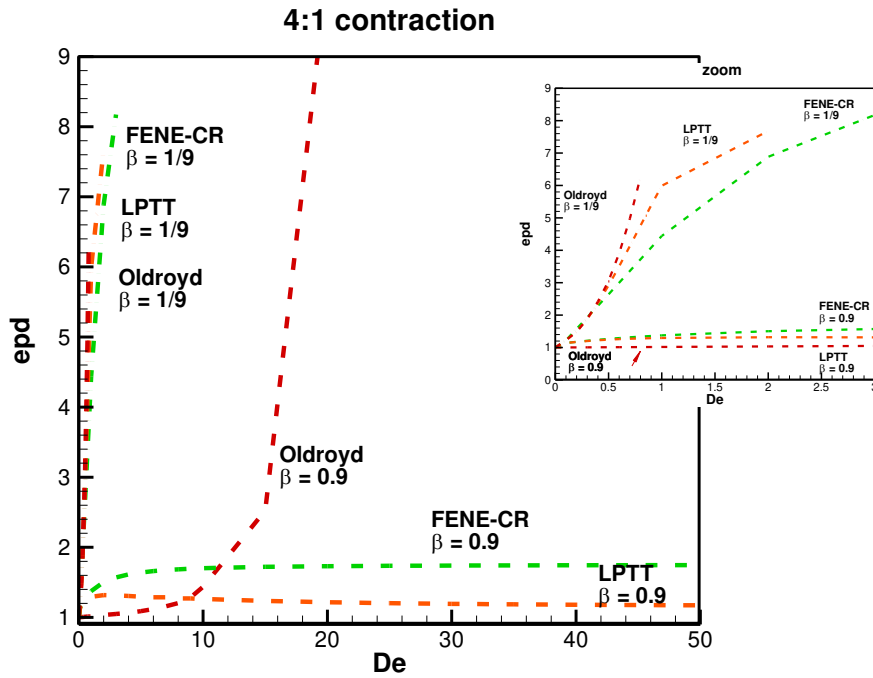 4:1 contraction
9
8
7
6
5
4
3
2
1
epd
FENE-CR
β = 1/9
LPTT
β = 1/9
Oldroyd
β = 1/9
Oldroyd
β = 0.9
FENE-CR
β = 0.9
LPTT
β = 0.9
0 10 20 30 40 50
De
zoom
9
8
7
6
5
4
3
2
1
0
epd
FENE-CR
β = 1/9
LPTT
β = 1/9
Oldroyd
β = 1/9
FENE-CR
β = 0.9
Oldroyd
β = 0.9
LPTT
β = 0.9
0 0.5 1 1.5 2 2.5 3
De